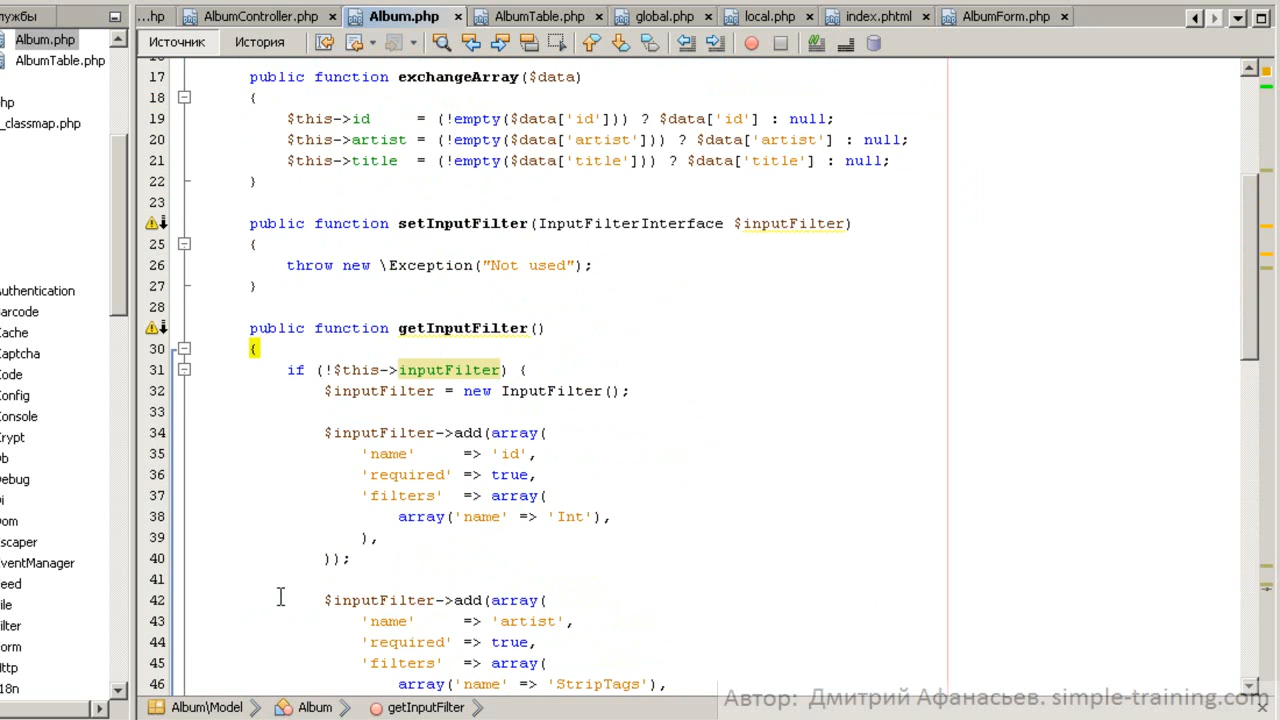 лужбы
.hp AlbumController.php Album.php AlbumTable.php global.php local.php index.phtml AlbumForm.php
Album.php
AlbumTable.php
hp
_classmap.php
uthentication
arcode
ache
aptcha
ode
onfig
onsole
rypt
b
ebug
i
om
scaper
ventManager
eed
ile
ilter
orm
ttp
18n
Источник История
17 public function exchangeArray($data)
18 {
19 $this->id = (!empty($data['id'])) ? $data['id'] : null;
20 $this->artist = (!empty($data['artist'])) ? $data['artist'] : null;
21 $this->title = (!empty($data['title'])) ? $data['title'] : null;
22 }
23
public function setInputFilter(InputFilterInterface $inputFilter)
25 {
26 throw new \Exception("Not used");
27 }
28
public function getInputFilter()
30 {
31 if (!$this->inputFilter) {
32 $inputFilter = new InputFilter();
33
34 $inputFilter->add(array(
35 'name' => 'id',
36 'required' => true,
37 'filters' => array(
38 array('name' => 'Int'),
39 ),
40 ));
41
42 $inputFilter->add(array(
43 'name' => 'artist',
44 'required' => true,
45 'filters' => array(
46 array('name' => 'StripTags'),
Album\Model Album getInputFilter
Автор: Дмитрий Афанасьев. simple-training.com